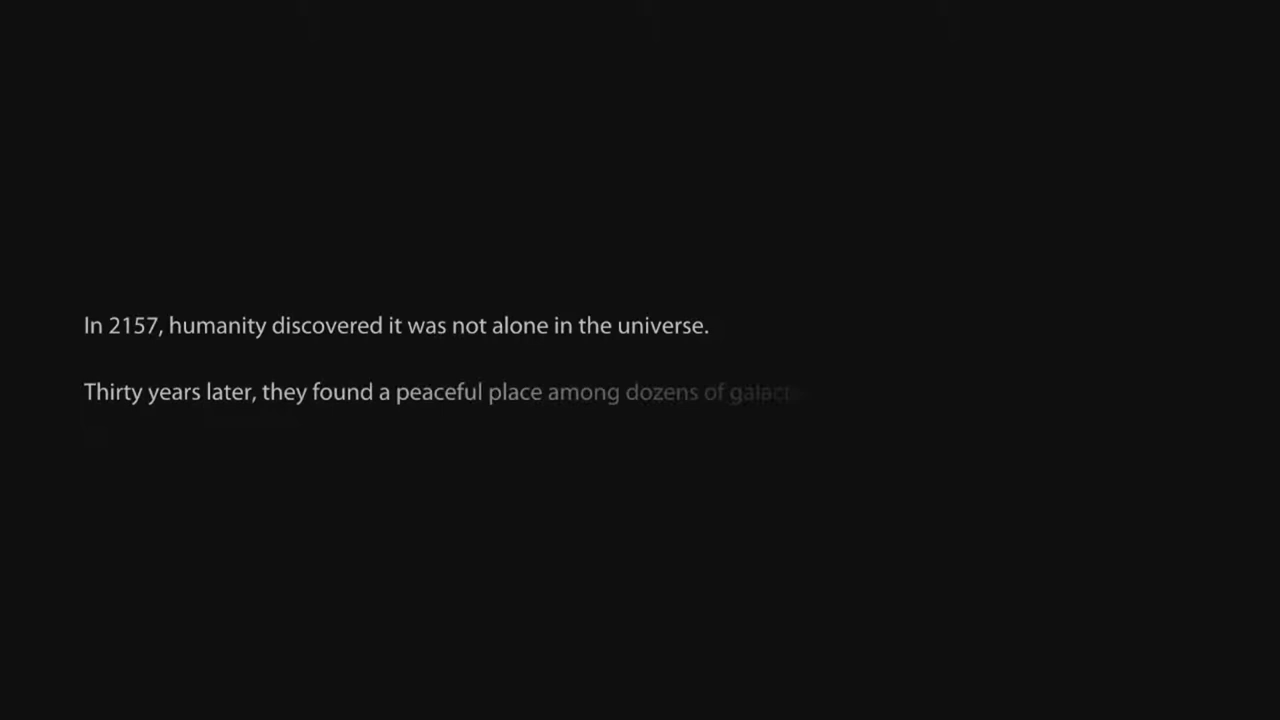 In 2157, humanity discovered it was not alone in the universe.
Thirty years later, they found a peaceful place among dozens of